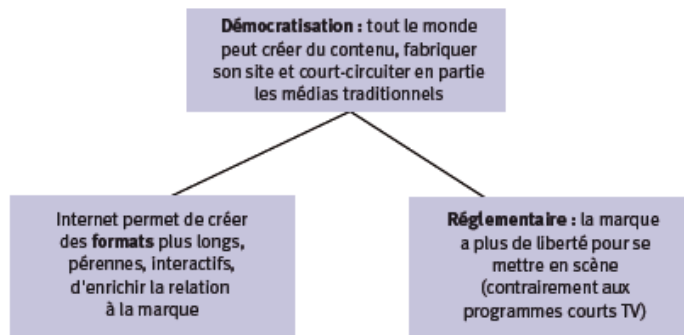 Démocratisation : tout le monde
peut créer du contenu, fabriquer
son site et court-circuiter en partie
les médias traditionnels
Internet permet de créer
des formats plus longs,
pérennes, interactifs,
d'enrichir la relation
à la marque
Réglementaire : la marque
a plus de liberté pour se
mettre en scène
(contrairement aux
programmes courts TV)